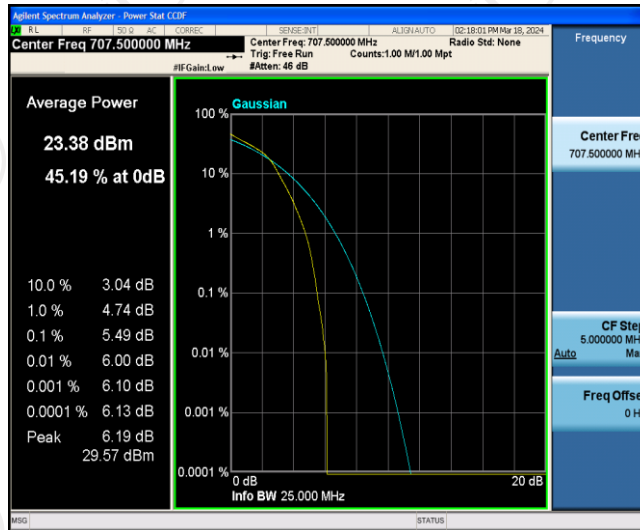 Agilent Spectrum Analyzer - Power Stat CCDF
RL RF 50 Ω AC CORREC SENSE:INT ALIGNAUTO 02:18:01 PM Mar 18, 2024
Center Freq 707.500000 MHz
Center Freq: 707.500000 MHz Radio Std: None
Trig: Free Run Counts:1.00 M/1.00 Mpt
#IFGain:Low #Atten: 46 dB
Frequency
Average Power
23.38 dBm
45.19 % at 0dB
10.0 % 3.04 dB
1.0 % 4.74 dB
0.1 % 5.49 dB
0.01 % 6.00 dB
0.001 % 6.10 dB
0.0001 % 6.13 dB
Peak 6.19 dB
29.57 dBm
Gaussian
100 %
10 %
1 %
0.1 %
0.01 %
0.001 %
0.0001 %
0 dB 20 dB
Info BW 25.000 MHz
Center Fre
707.500000 MH
CF Step
5.000000 MH
Auto Ma
Freq Offse
0 H
MSG STATUS